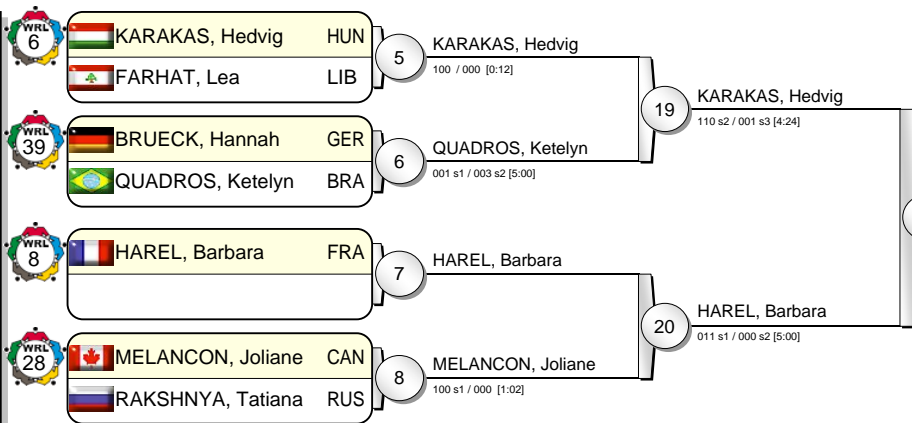 WRL
6
KARAKAS, Hedvig HUN
FARHAT, Lea LIB
5
KARAKAS, Hedvig
100 / 000 [0:12]
WRL
39
BRUECK, Hannah GER
QUADROS, Ketelyn BRA
6
QUADROS, Ketelyn
001 s1 / 003 s2 [5:00]
19
KARAKAS, Hedvig
110 s2 / 001 s3 [4:24]
WRL
8
HAREL, Barbara FRA
7
HAREL, Barbara
WRL
28
MELANCON, Joliane CAN
RAKSHNYA, Tatiana RUS
8
MELANCON, Joliane
100 s1 / 000 [1:02]
20
HAREL, Barbara
011 s1 / 000 s2 [5:00]